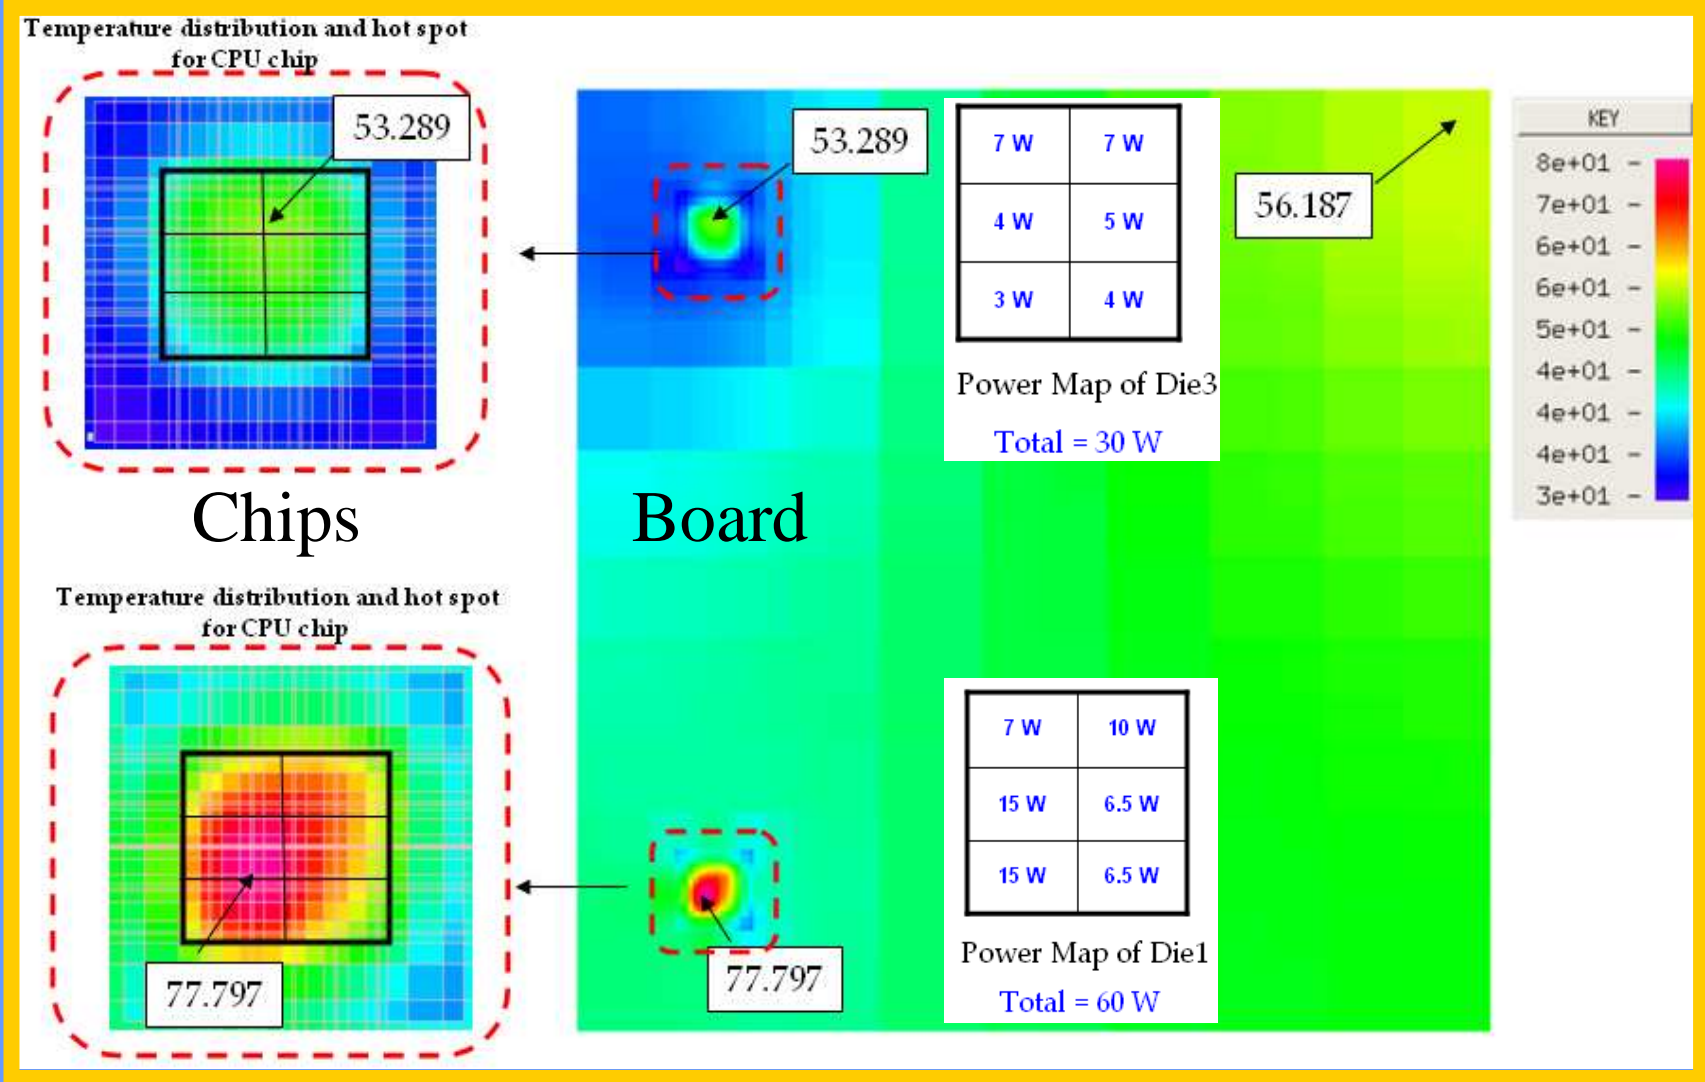 Temperature distribution and hot spot
for CPU chip
53.289
53.289
7 W 7 W
4 W 5 W
3 W 4 W
Power Map of Die3
Total = 30 W
56.187
KEY
8e+01
7e+01
6e+01
6e+01
5e+01
4e+01
4e+01
4e+01
3e+01
Chips
Board
Temperature distribution and hot spot
for CPU chip
77.797
77.797
7 W 10 W
15 W 6.5 W
15 W 6.5 W
Power Map of Die1
Total = 60 W